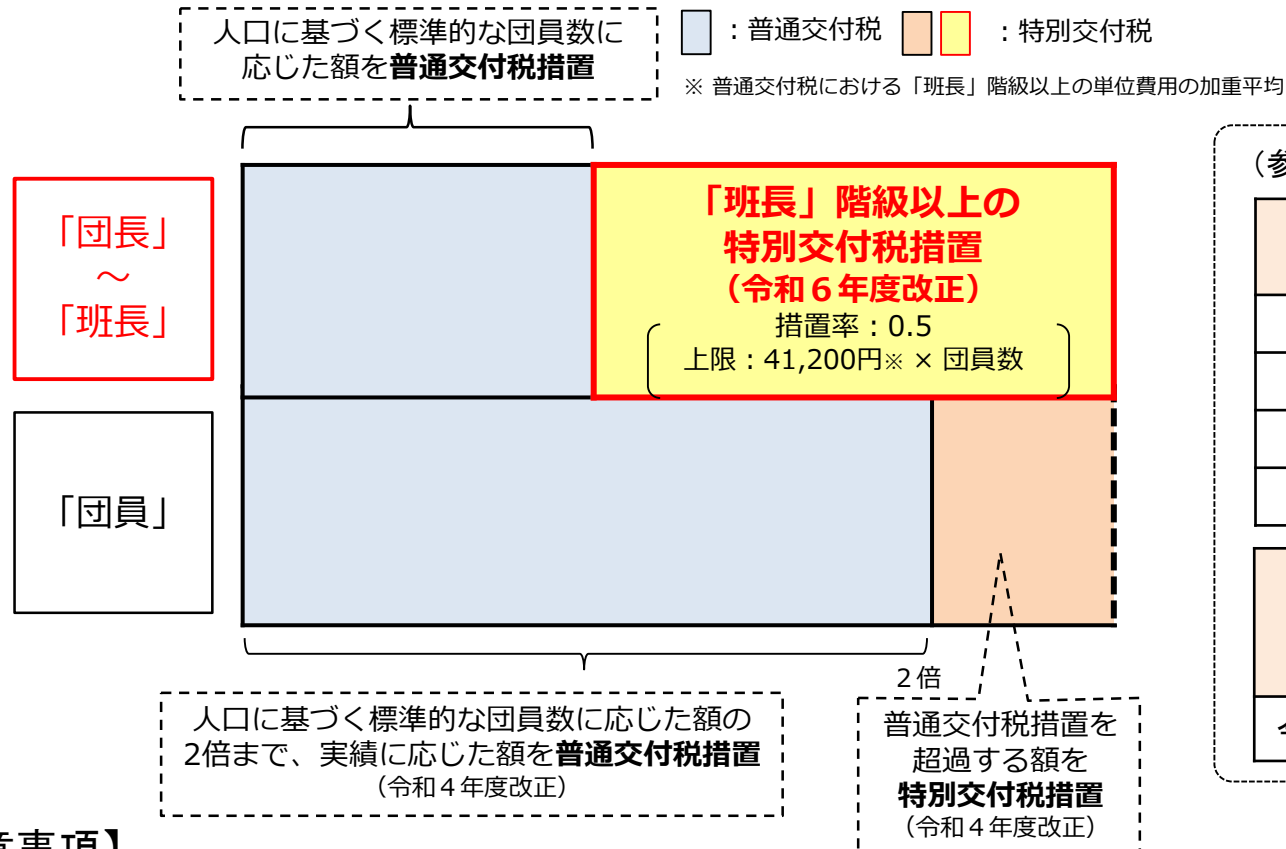 人口に基づく標準的な団員数に
応じた額を普通交付税措置
：普通交付税
：特別交付税
※ 普通交付税における「班長」階級以上の単位費用の加重平均
「団長」
～
「班長」
「班長」階級以上の
特別交付税措置
（令和６年度改正）
措置率：0.5
上限：41,200円※ × 団員数
「団員」
２倍
人口に基づく標準的な団員数に応じた額の
2倍まで、実績に応じた額を普通交付税措置
（令和４年度改正）
普通交付税措置を
超過する額を
特別交付税措置
（令和４年度改正）
意事項】
（参